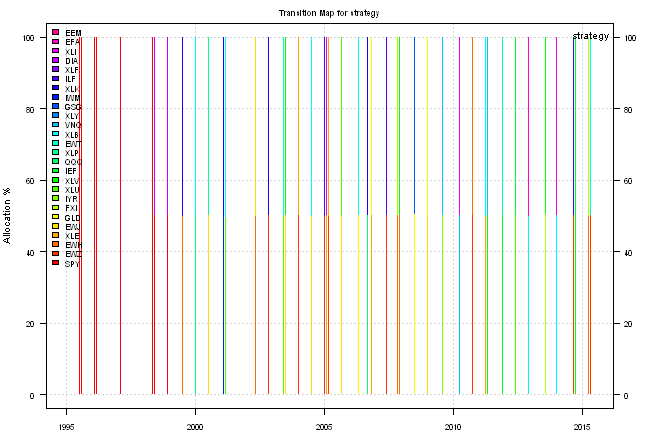 Transition Map for strategy
strategy
Allocation %
100
80
60
40
20
0
EEM
EFA
XLI
DIA
XLF
ILF
XLK
IWM
GSG
XLY
VNQ
XLB
EWT
XLP
QQQ
IEF
XLV
XLU
IYR
FXI
GLD
EWJ
XLE
EWH
EWZ
SPY
100
80
60
40
20
0
1995
2000
2005
2010
2015